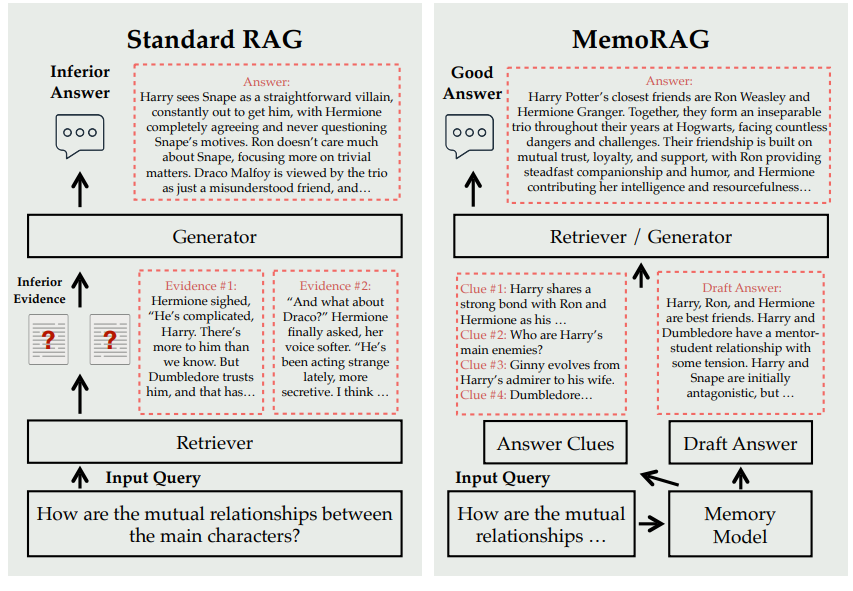 Standard RAG
Inferior
Answer
Answer:
Harry sees Snape as a straightforward villain,
constantly out to get him, with Hermione
completely agreeing and never questioning
Snape's motives. Ron doesn't care much
about Snape, focusing more on trivial
matters. Draco Malfoy is viewed by the trio
as just a misunderstood friend, and…
Generator
Inferior
Evidence
?
?
Evidence #1:
Hermione sighed,
“He's complicated,
Harry. There's
more to him than
we know. But
Dumbledore trusts
him, and that has…
Evidence #2:
“And what about
Draco?” Hermione
finally asked, her
voice softer. “He's
been acting strange
lately, more
secretive. I think …
Retriever
Input Query
How are the mutual relationships between
the main characters?
MemoRAG
Good
Answer
Answer:
Harry Potter's closest friends are Ron Weasley and
Hermione Granger. Together, they form an inseparable
trio throughout their years at Hogwarts, facing countless
dangers and challenges. Their friendship is built on
mutual trust, loyalty, and support, with Ron providing
steadfast companionship and humor, and Hermione
contributing her intelligence and resourcefulness…
Retriever / Generator
Clue #1: Harry shares a
strong bond with Ron and
Hermione as his …
Clue #2: Who are Harry's
main enemies?
Clue #3: Ginny evolves from
Harry's admirer to his wife.
Clue #4: Dumbledore…
Draft Answer:
Harry, Ron, and Hermione
are best friends. Harry and
Dumbledore have a mentor-
student relationship with
some tension. Harry and
Snape are initially
antagonistic, but …
Answer Clues
Draft Answer
Input Query
How are the mutual
relationships …
Memory
Model